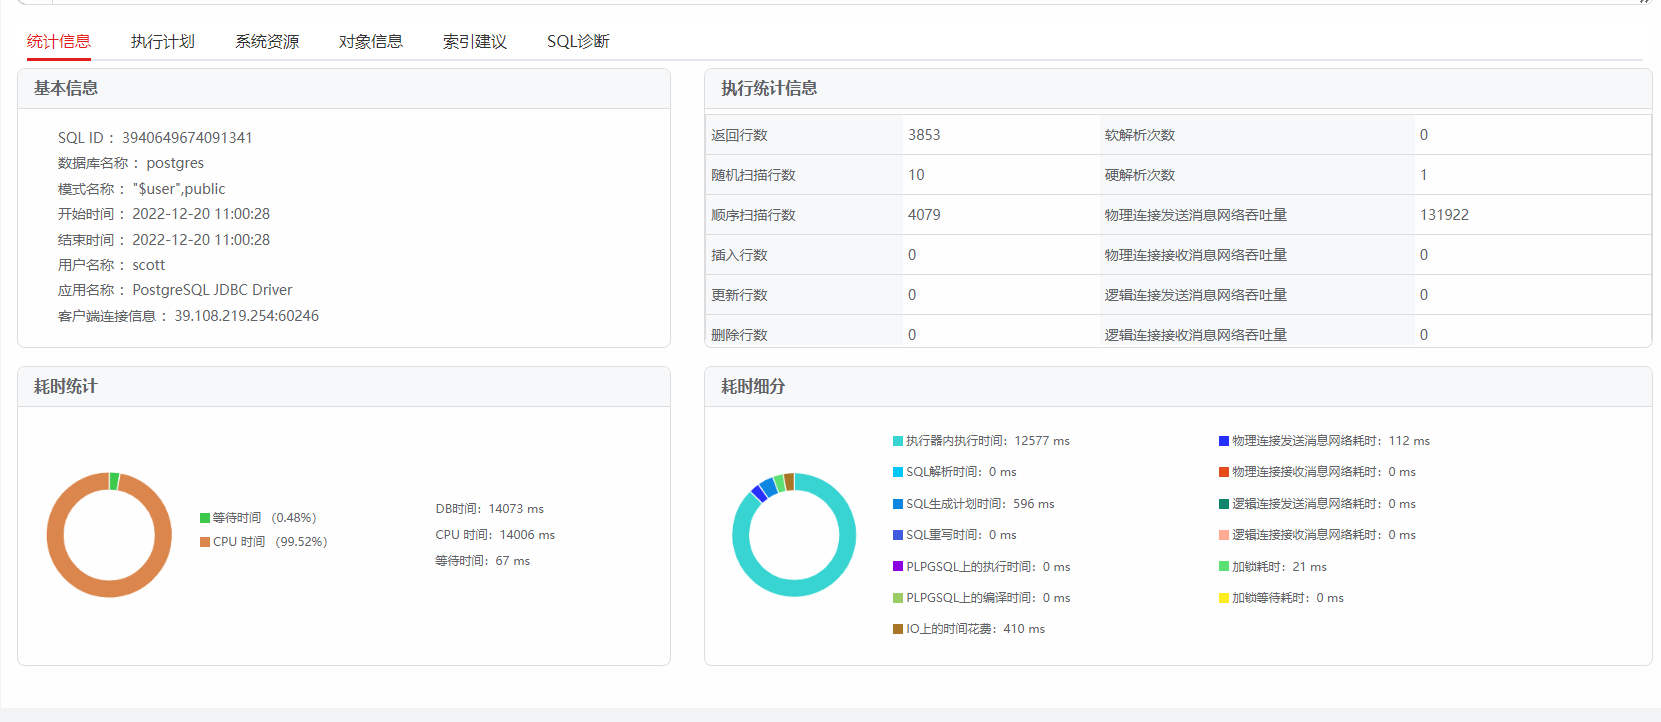 统计信息 执行计划 系统资源 对象信息 索引建议 SQL诊断
基本信息
SQL ID： 3940649674091341
数据库名称： postgres
模式名称： "$user",public
开始时间： 2022-12-20 11:00:28
结束时间： 2022-12-20 11:00:28
用户名称： scott
应用名称： PostgreSQL JDBC Driver
客户端连接信息： 39.108.219.254:60246
执行统计信息
返回行数 3853 软解析次数 0
随机扫描行数 10 硬解析次数 1
顺序扫描行数 4079 物理连接发送消息网络吞吐量 131922
插入行数 0 物理连接接收消息网络吞吐量 0
更新行数 0 逻辑连接发送消息网络吞吐量 0
删除行数 0 逻辑连接接收消息网络吞吐量 0
耗时统计
等待时间 （0.48%）
CPU 时间 （99.52%）
DB时间：14073 ms
CPU 时间：14006 ms
等待时间：67 ms
耗时细分
执行器内执行时间：12577 ms
SQL解析时间：0 ms
SQL生成计划时间：596 ms
SQL重写时间：0 ms
PLPGSQL上的执行时间：0 ms
PLPGSQL上的编译时间：0 ms
IO上的时间花费：410 ms
物理连接发送消息网络耗时：112 ms
物理连接接收消息网络耗时：0 ms
逻辑连接发送消息网络耗时：0 ms
逻辑连接接收消息网络耗时：0 ms
加锁耗时：21 ms
加锁等待耗时：0 ms